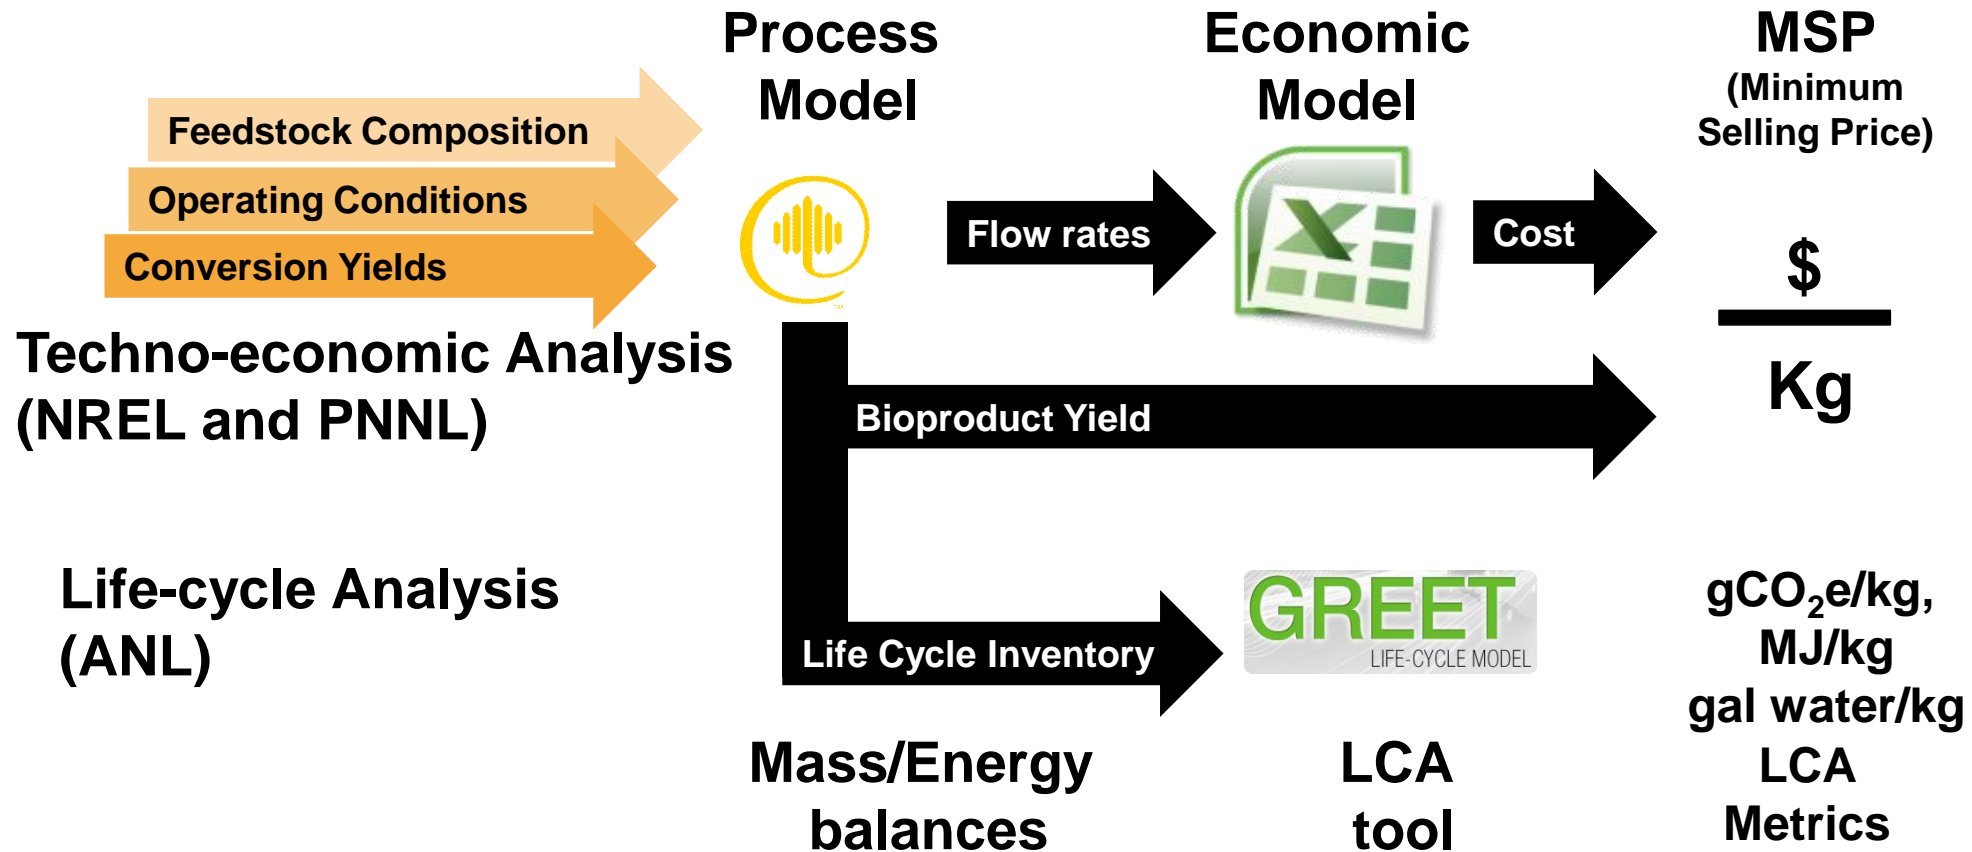 Process
Model
Economic
Model
MSP
(Minimum
Selling Price)
Feedstock Composition
Operating Conditions
Conversion Yields
Flow rates
Cost
$
Kg
Techno-economic Analysis
(NREL and PNNL)
Bioproduct Yield
Life-cycle Analysis
(ANL)
Life Cycle Inventory
GREET
LIFE-CYCLE MODEL
gCO₂e/kg,
MJ/kg
gal water/kg
Mass/Energy
balances
LCA
tool
LCA
Metrics